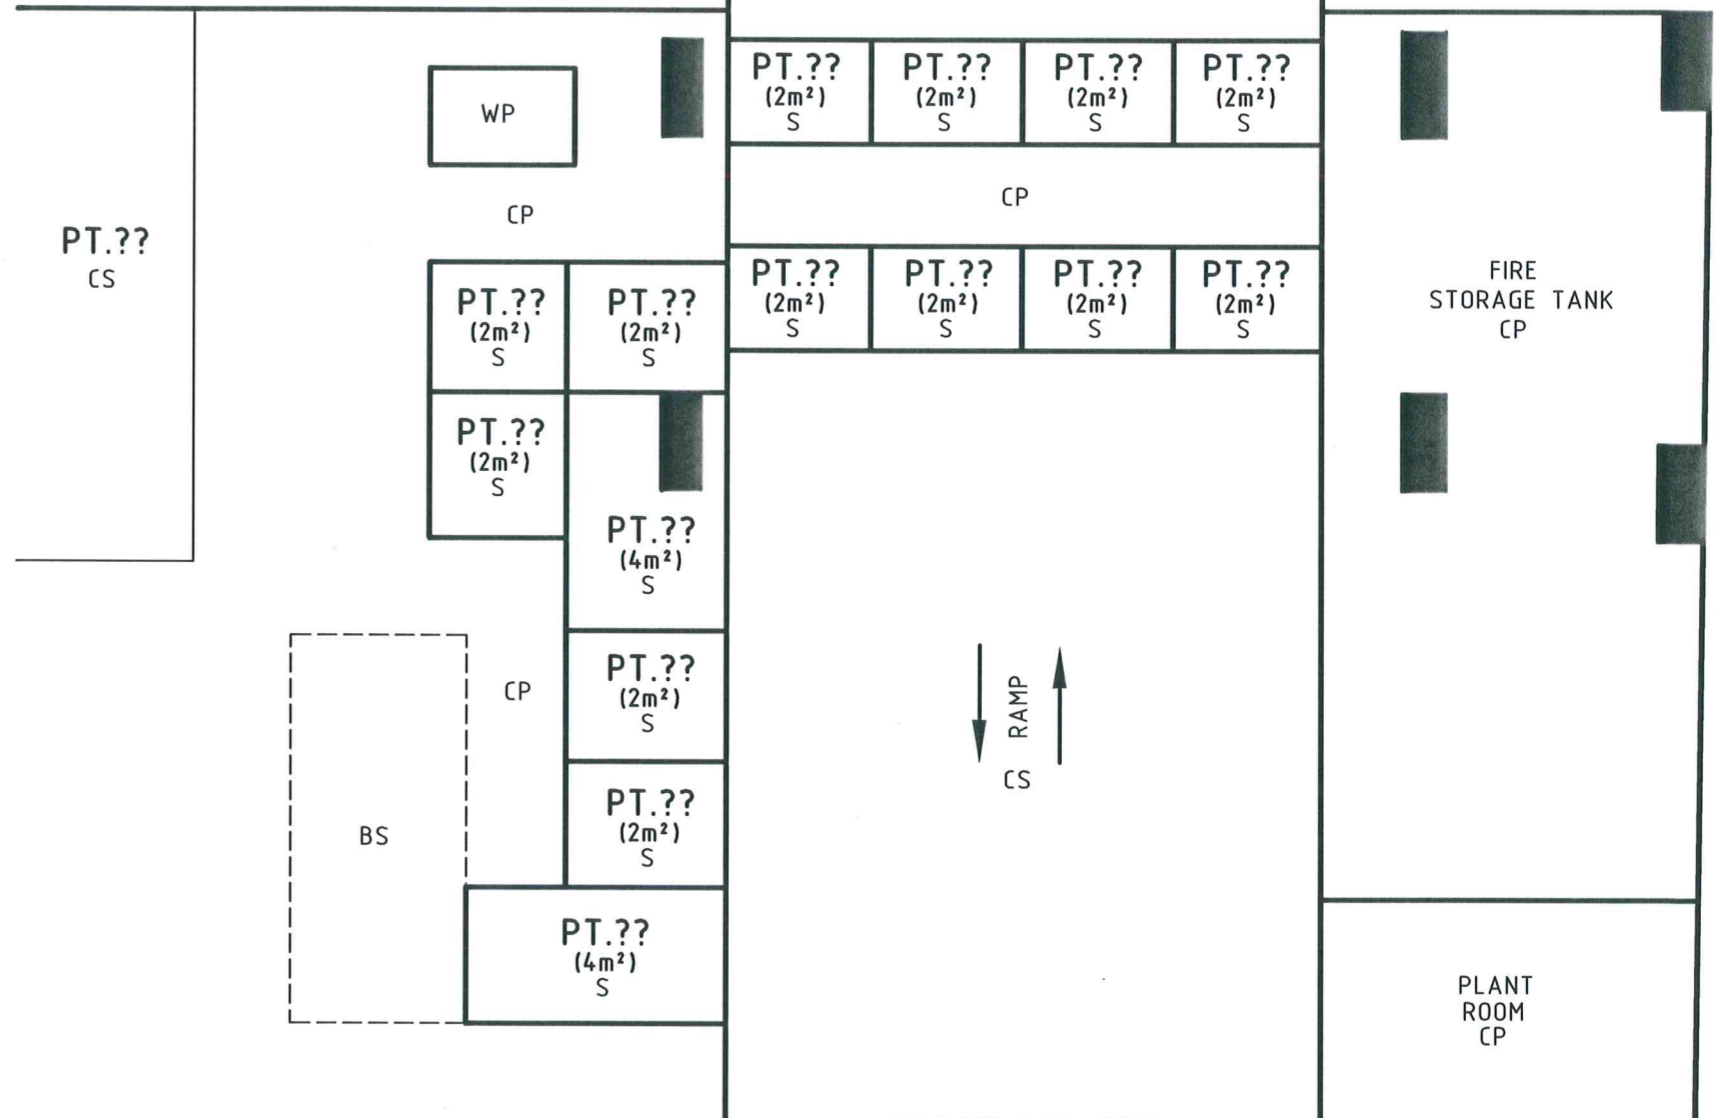 PT.?? PT.?? PT.?? PT.??
(2m²) (2m²) (2m²) (2m²)
S S S S
WP
CP
CP
PT.??
CS
PT.?? PT.?? PT.?? PT.??
(2m²) (2m²) (2m²) (2m²)
S S S S
FIRE
STORAGE TANK
CP
PT.?? PT.??
(2m²) (2m²)
S S
PT.??
(2m²)
S
PT.??
(4m²)
S
PT.??
(2m²)
S
CP
RAMP
CS
PT.??
(2m²)
S
BS
PT.??
(4m²)
S
PLANT
ROOM
CP